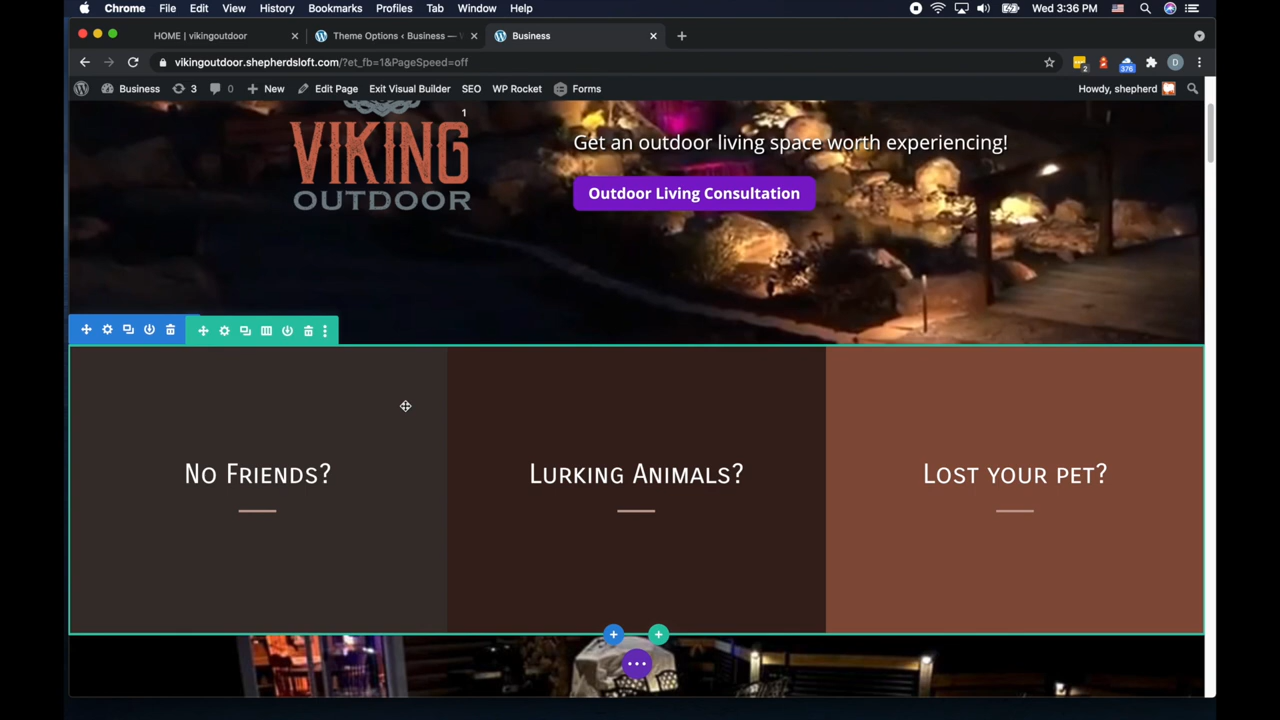 Chrome File Edit View History Bookmarks Profiles Tab Window Help Wed 3:36 PM
HOME | vikingoutdoor Theme Options ‹ Business — Business
vikingoutdoor.shepherdsloft.com/?et_fb=1&PageSpeed=off 2 376 D
Business 3 0 New Edit Page Exit Visual Builder SEO WP Rocket Forms Howdy, shepherd
1
VIKING
OUTDOOR
Get an outdoor living space worth experiencing!
Outdoor Living Consultation
No Friends? Lurking Animals? Lost your pet?